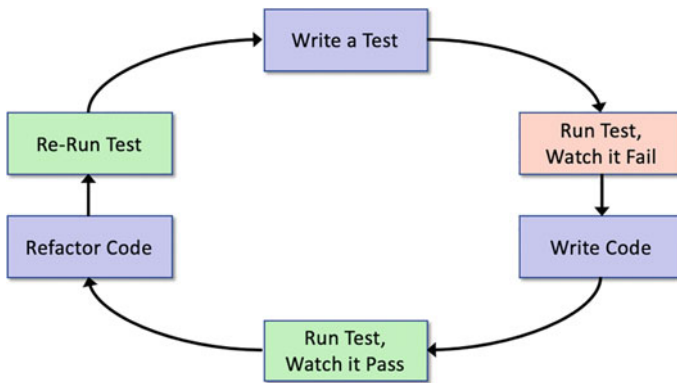 Write a Test
Run Test,
Watch it Fail
Write Code
Run Test,
Watch it Pass
Refactor Code
Re-Run Test